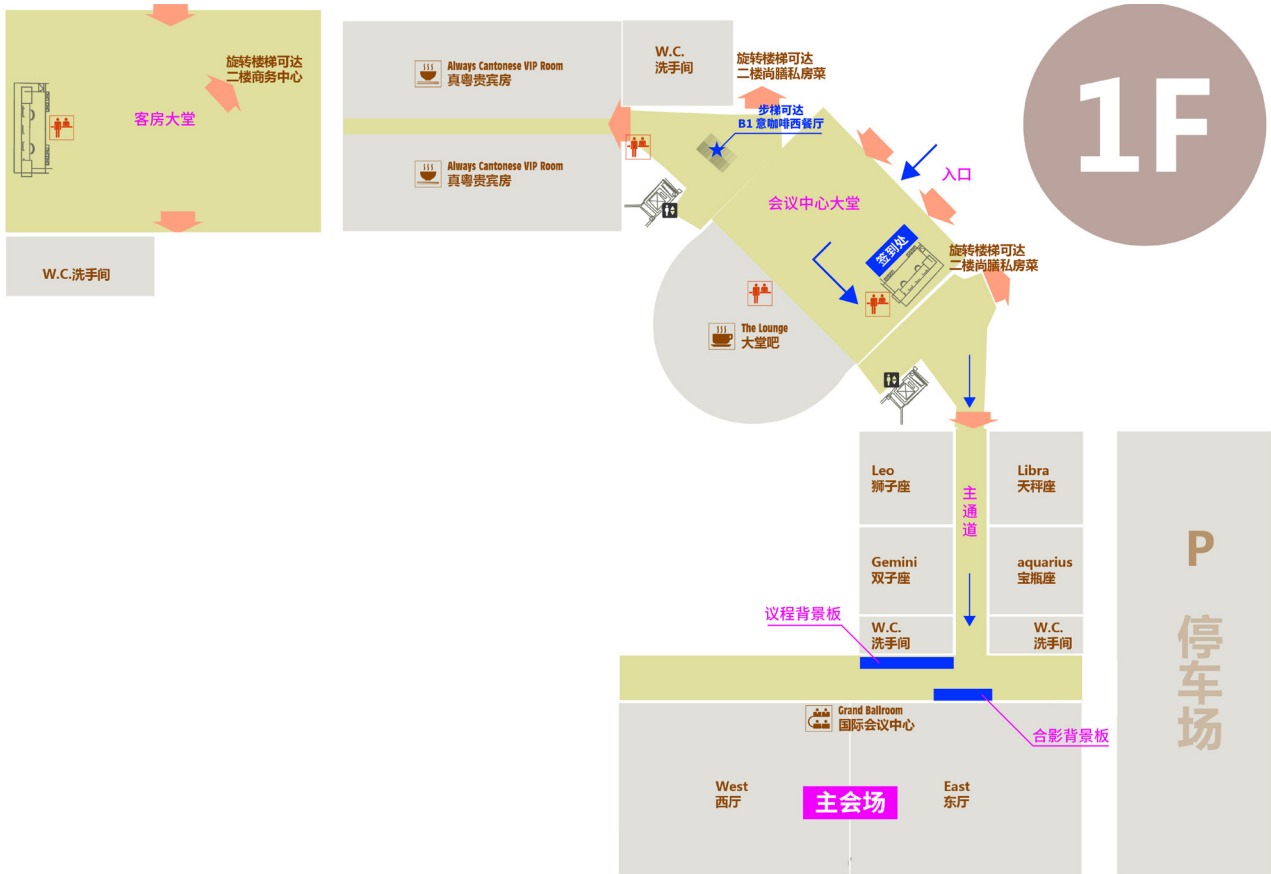 1F
旋转楼梯可达
二楼商务中心
客房大堂
W.C.洗手间
Always Cantonese VIP Room
真粤贵宾房
Always Cantonese VIP Room
真粤贵宾房
W.C.
洗手间
旋转楼梯可达
二楼尚膳私房菜
步梯可达
B1 意咖啡西餐厅
入口
会议中心大堂
签到处
旋转楼梯可达
二楼尚膳私房菜
The Lounge
大堂吧
Leo
狮子座
Libra
天秤座
主通道
Gemini
双子座
aquarius
宝瓶座
议程背景板
W.C.
洗手间
W.C.
洗手间
Grand Ballroom
国际会议中心
合影背景板
West
西厅
主会场
East
东厅
P
停车场